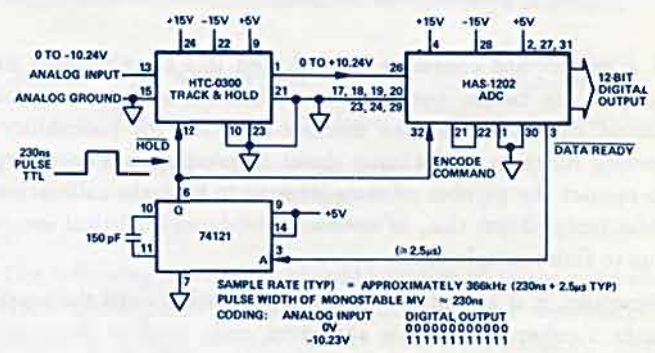 +15V -15V +5V
24 22 9
0 TO -10.24V
ANALOG INPUT 13
ANALOG GROUND 15
HTC-0300
TRACK & HOLD
1
21
12 10 23
HOLD
0 TO +10.24V
17, 18, 19, 20
23, 24, 29
+15V -15V +5V
4 28 2, 27, 31
26
HAS-1202
ADC
12-BIT
DIGITAL
OUTPUT
32 21 22 1 30 3
ENCODE
COMMAND
DATA READY
230ns
PULSE
TTL
6
Q
10
150 pF
11
74121
9
+5V
14
3
A
7
(≥ 2.5μs)
SAMPLE RATE (TYP) = APPROXIMATELY 366kHz (230ns + 2.5μs TYP)
PULSE WIDTH OF MONOSTABLE MV = 230ns
CODING: ANALOG INPUT DIGITAL OUTPUT
0V 000000000000
-10.23V 111111111111